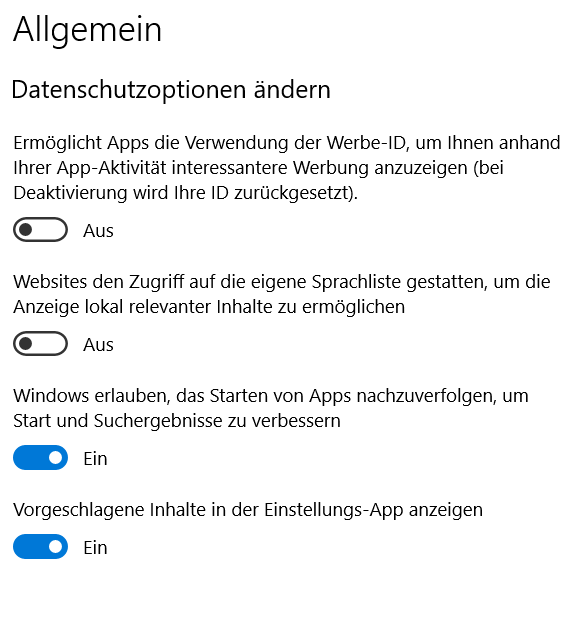 Allgemein
Datenschutzoptionen ändern
Ermöglicht Apps die Verwendung der Werbe-ID, um Ihnen anhand
Ihrer App-Aktivität interessantere Werbung anzuzeigen (bei
Deaktivierung wird Ihre ID zurückgesetzt).
Aus
Websites den Zugriff auf die eigene Sprachliste gestatten, um die
Anzeige lokal relevanter Inhalte zu ermöglichen
Aus
Windows erlauben, das Starten von Apps nachzuverfolgen, um
Start und Suchergebnisse zu verbessern
Ein
Vorgeschlagene Inhalte in der Einstellungs-App anzeigen
Ein